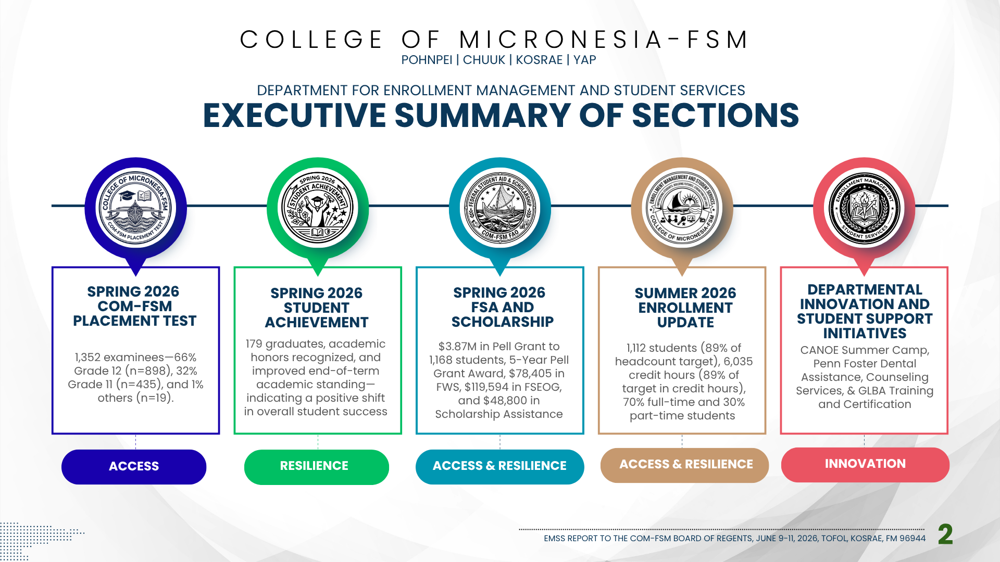 COLLEGE OF MICRONESIA-FSM
POHNPEI | CHUUK | KOSRAE | YAP
DEPARTMENT FOR ENROLLMENT MANAGEMENT AND STUDENT SERVICES
EXECUTIVE SUMMARY OF SECTIONS
COLLEGE OF MICRONESIA-FSM
COM-FSM PLACEMENT TEST
SPRING 2026
STUDENT ACHIEVEMENT
FEDERAL STUDENT AID & SCHOLARSHIP
COM-FSM FAO
ENROLLMENT MANAGEMENT AND STUDENT SERVICES
COLLEGE OF MICRONESIA-FSM
ENROLLMENT MANAGEMENT
STUDENT SERVICES
SPRING 2026
COM-FSM
PLACEMENT TEST
1,352 examinees—66%
Grade 12 (n=898), 32%
Grade 11 (n=435), and 1%
others (n=19).
ACCESS
SPRING 2026
STUDENT
ACHIEVEMENT
179 graduates, academic
honors recognized, and
improved end-of-term
academic standing—
indicating a positive shift
in overall student success
RESILIENCE
SPRING 2026
FSA AND
SCHOLARSHIP
$3.87M in Pell Grant to
1,168 students, 5-Year Pell
Grant Award, $78,405 in
FWS, $119,594 in FSEOG,
and $48,800 in
Scholarship Assistance
ACCESS & RESILIENCE
SUMMER 2026
ENROLLMENT
UPDATE
1,112 students (89% of
headcount target), 6,035
credit hours (89% of
target in credit hours),
70% full-time and 30%
part-time students
ACCESS & RESILIENCE
DEPARTMENTAL
INNOVATION AND
STUDENT SUPPORT
INITIATIVES
CANOE Summer Camp,
Penn Foster Dental
Assistance, Counseling
Services, & GLBA Training
and Certification
INNOVATION
EMSS REPORT TO THE COM-FSM BOARD OF REGENTS, JUNE 9-11, 2026, TOFOL, KOSRAE, FM 96944
2